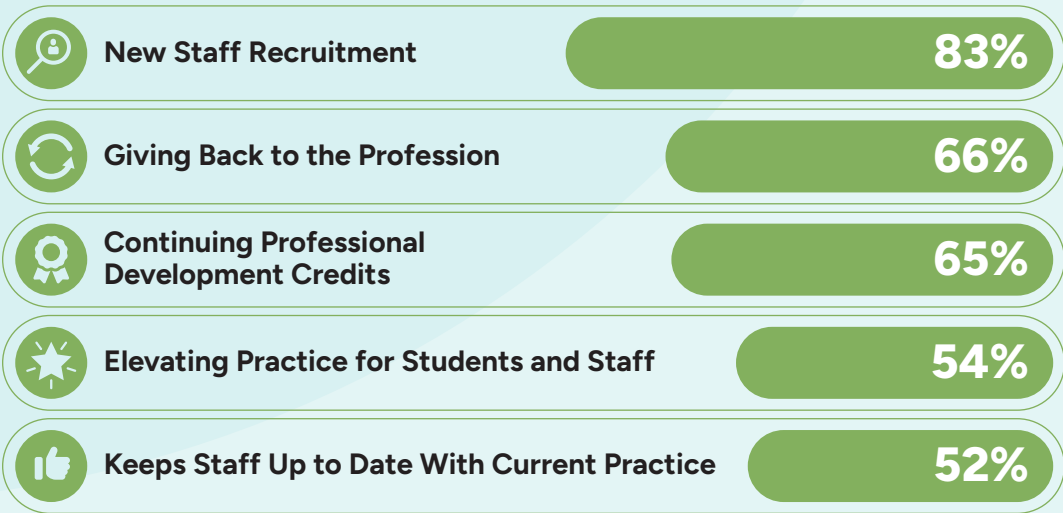 New Staff Recruitment 83%
Giving Back to the Profession 66%
Continuing Professional
Development Credits 65%
Elevating Practice for Students and Staff 54%
Keeps Staff Up to Date With Current Practice 52%